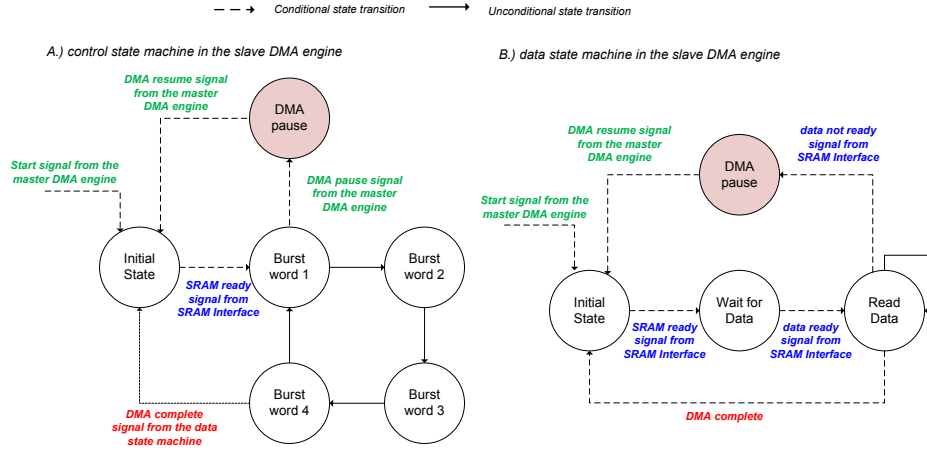 Conditional state transition
Unconditional state transition
A.) control state machine in the slave DMA engine
DMA resume signal
from the master
DMA engine
DMA
pause
Start signal from the
master DMA engine
DMA pause signal
from the master
DMA engine
Initial
State
SRAM ready
signal from
SRAM Interface
Burst
word 1
Burst
word 2
Burst
word 4
Burst
word 3
DMA complete
signal from the data
state machine
B.) data state machine in the slave DMA engine
DMA resume signal
from the master
DMA engine
DMA
pause
data not ready
signal from
SRAM Interface
Start signal from the
master DMA engine
Initial
State
SRAM ready
signal from
SRAM Interface
Wait for
Data
data ready
signal from
SRAM Interface
Read
Data
DMA complete